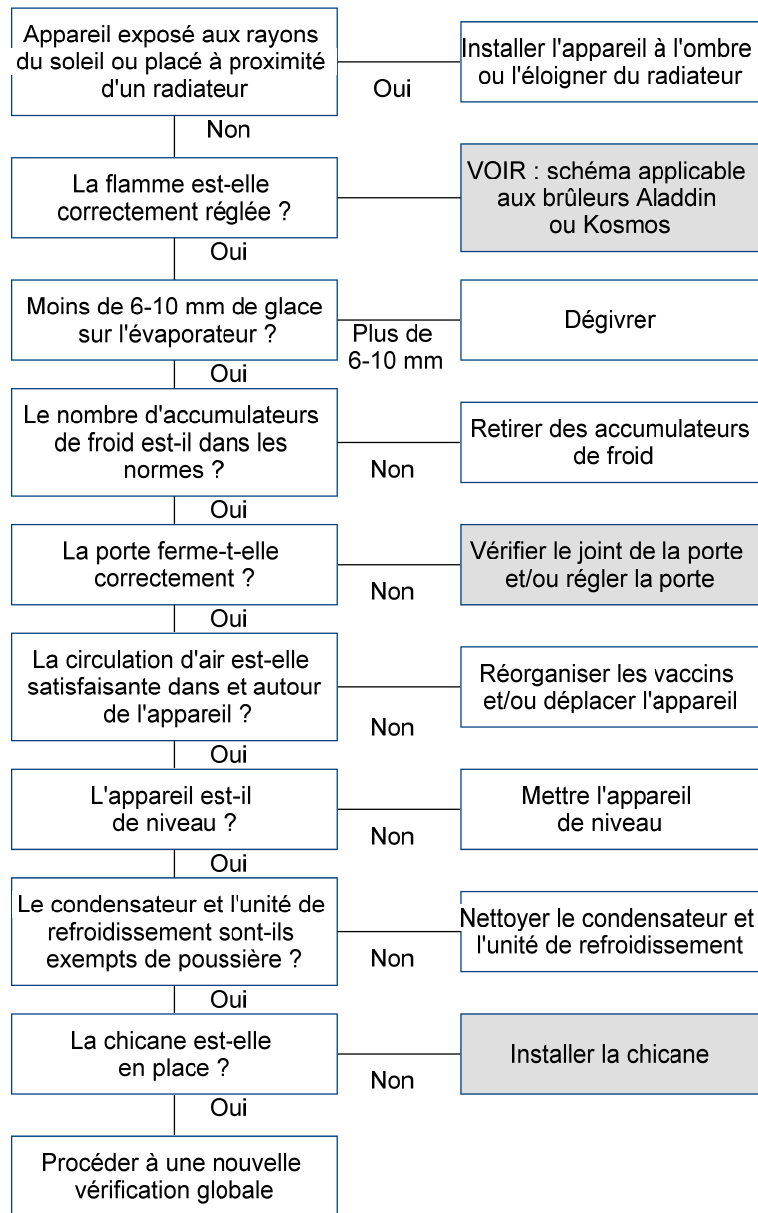 Appareil exposé aux rayons
du soleil ou placé à proximité
d'un radiateur
Oui
Installer l'appareil à l'ombre
ou l'éloigner du radiateur
Non
La flamme est-elle
correctement réglée ?
VOIR : schéma applicable
aux brûleurs Aladdin
ou Kosmos
Oui
Moins de 6-10 mm de glace
sur l'évaporateur ?
Plus de
6-10 mm
Dégivrer
Oui
Le nombre d'accumulateurs
de froid est-il dans les
normes ?
Non
Retirer des accumulateurs
de froid
Oui
La porte ferme-t-elle
correctement ?
Non
Vérifier le joint de la porte
et/ou régler la porte
Oui
La circulation d'air est-elle
satisfaisante dans et autour
de l'appareil ?
Non
Réorganiser les vaccins
et/ou déplacer l'appareil
Oui
L'appareil est-il
de niveau ?
Non
Mettre l'appareil
de niveau
Oui
Le condensateur et l'unité de
refroidissement sont-ils
exempts de poussière ?
Non
Nettoyer le condensateur et
l'unité de refroidissement
Oui
La chicane est-elle
en place ?
Non
Installer la chicane
Oui
Procéder à une nouvelle
vérification globale